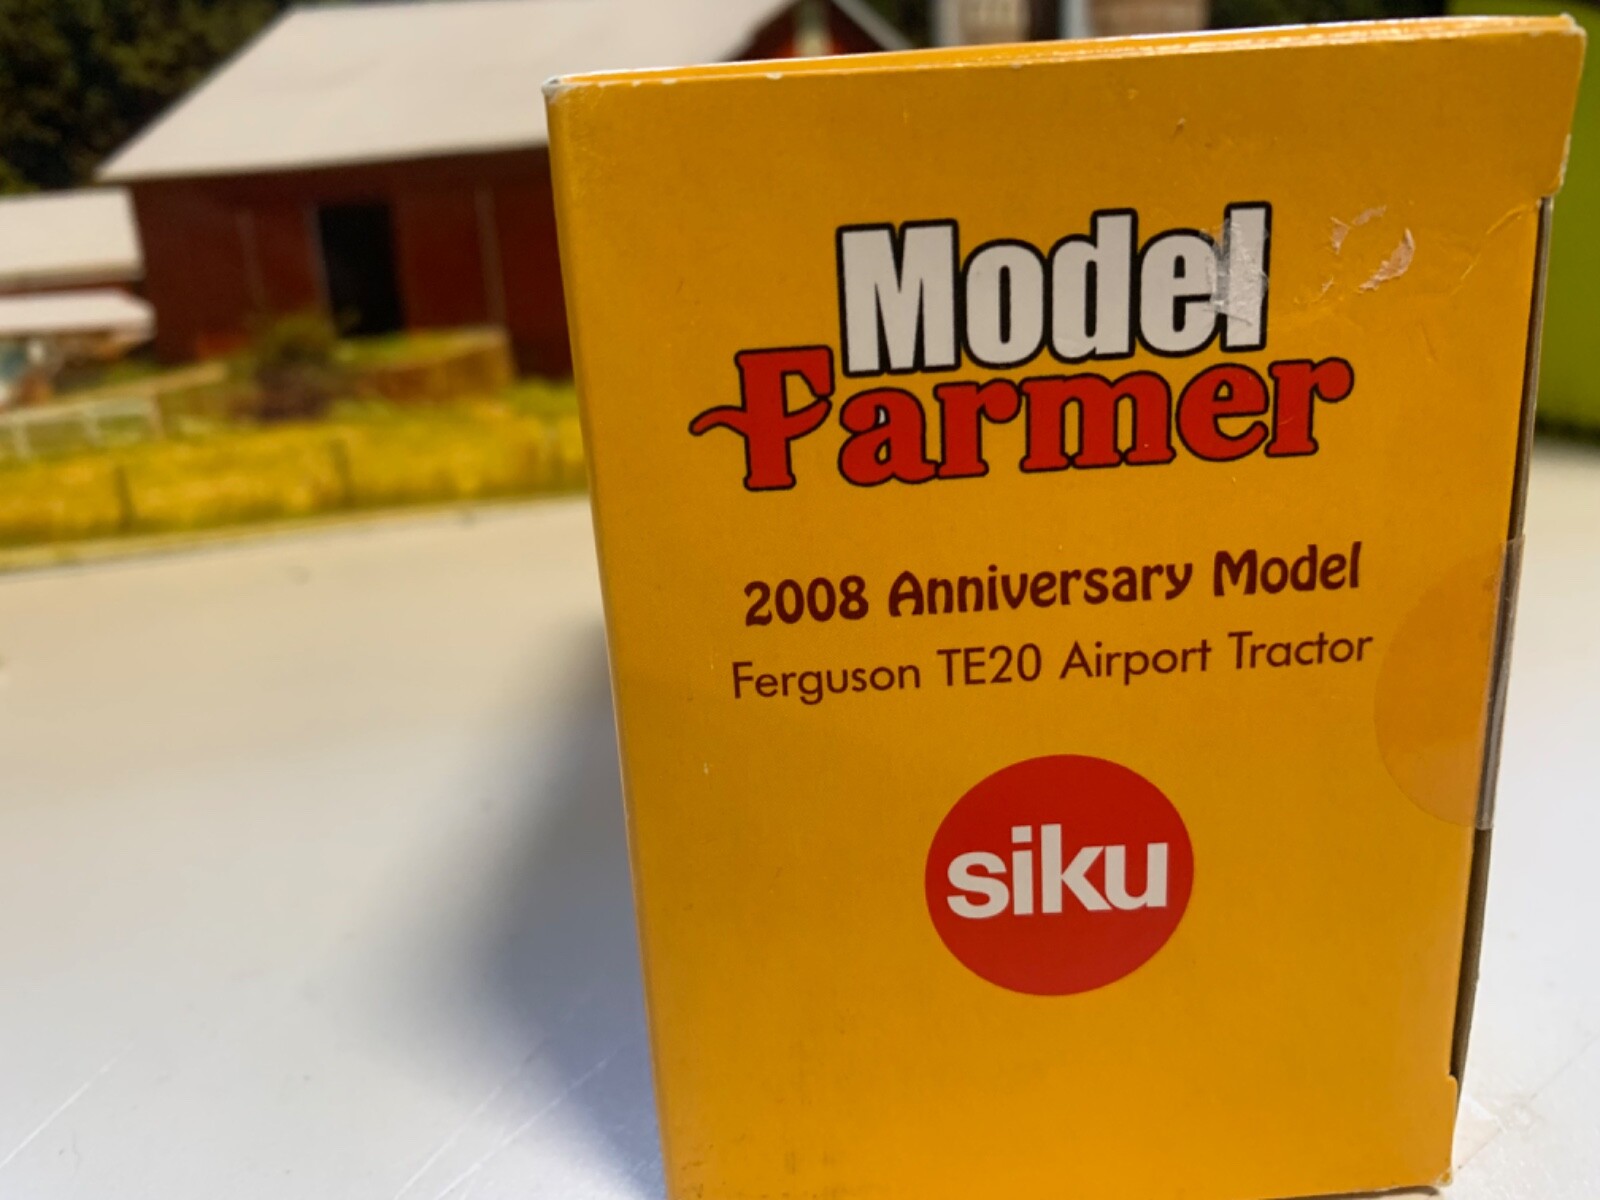 Model
Farmer
2008 Anniversary Model
Ferguson TE20 Airport Tractor
siku